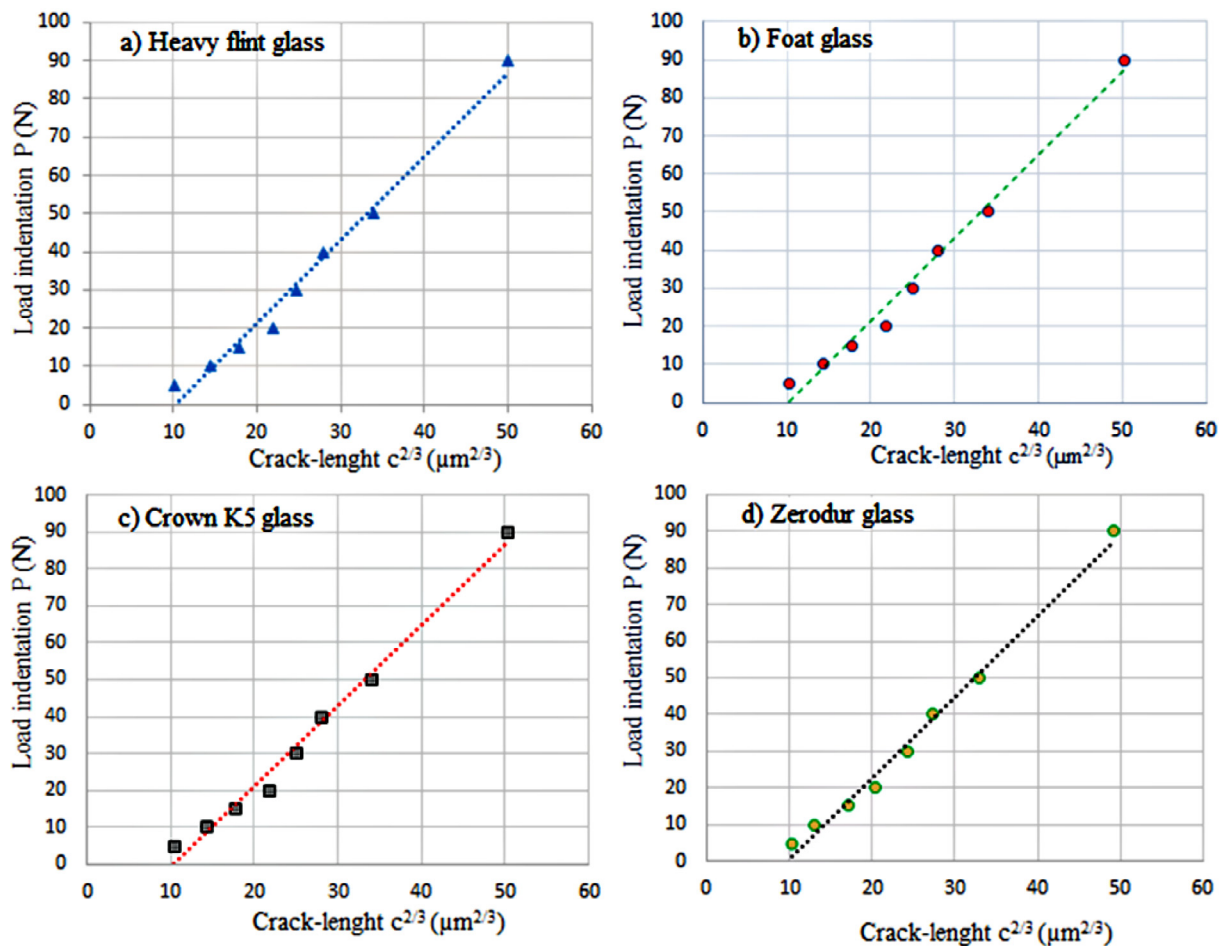 a) Heavy flint glass
Load indentation P (N)
100
90
80
70
60
50
40
30
20
10
0
0 10 20 30 40 50 60
Crack-lenght c2/3 (µm2/3)
b) Foat glass
Load indentation P (N)
100
90
80
70
60
50
40
30
20
10
0
0 10 20 30 40 50 60
Crack-lenght c2/3 (µm2/3)
c) Crown K5 glass
Load indentation P (N)
100
90
80
70
60
50
40
30
20
10
0
0 10 20 30 40 50 60
Crack-lenght c2/3 (µm2/3)
d) Zerodur glass
Load indentation P (N)
100
90
80
70
60
50
40
30
20
10
0
0 10 20 30 40 50 60
Crack-lenght c2/3 (µm2/3)